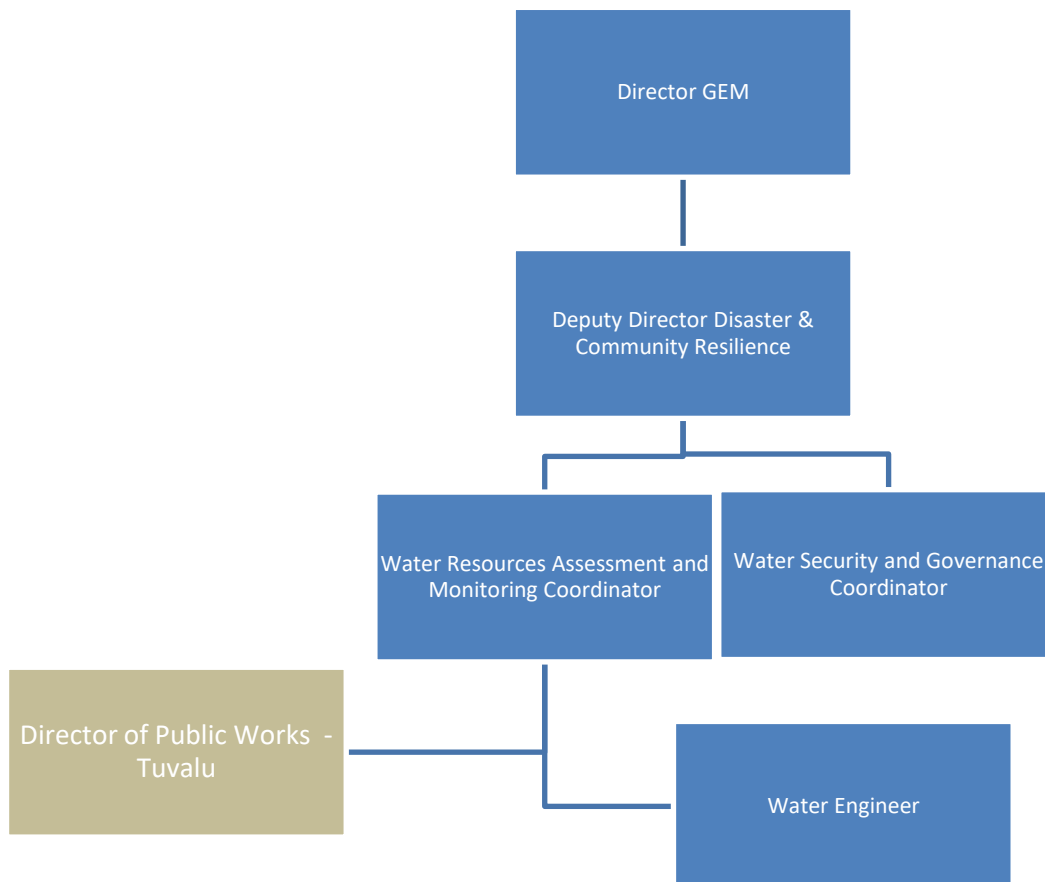 Director GEM
Deputy Director Disaster &
Community Resilience
Water Resources Assessment and
Monitoring Coordinator
Water Security and Governance
Coordinator
Director of Public Works  -
Tuvalu
Water Engineer